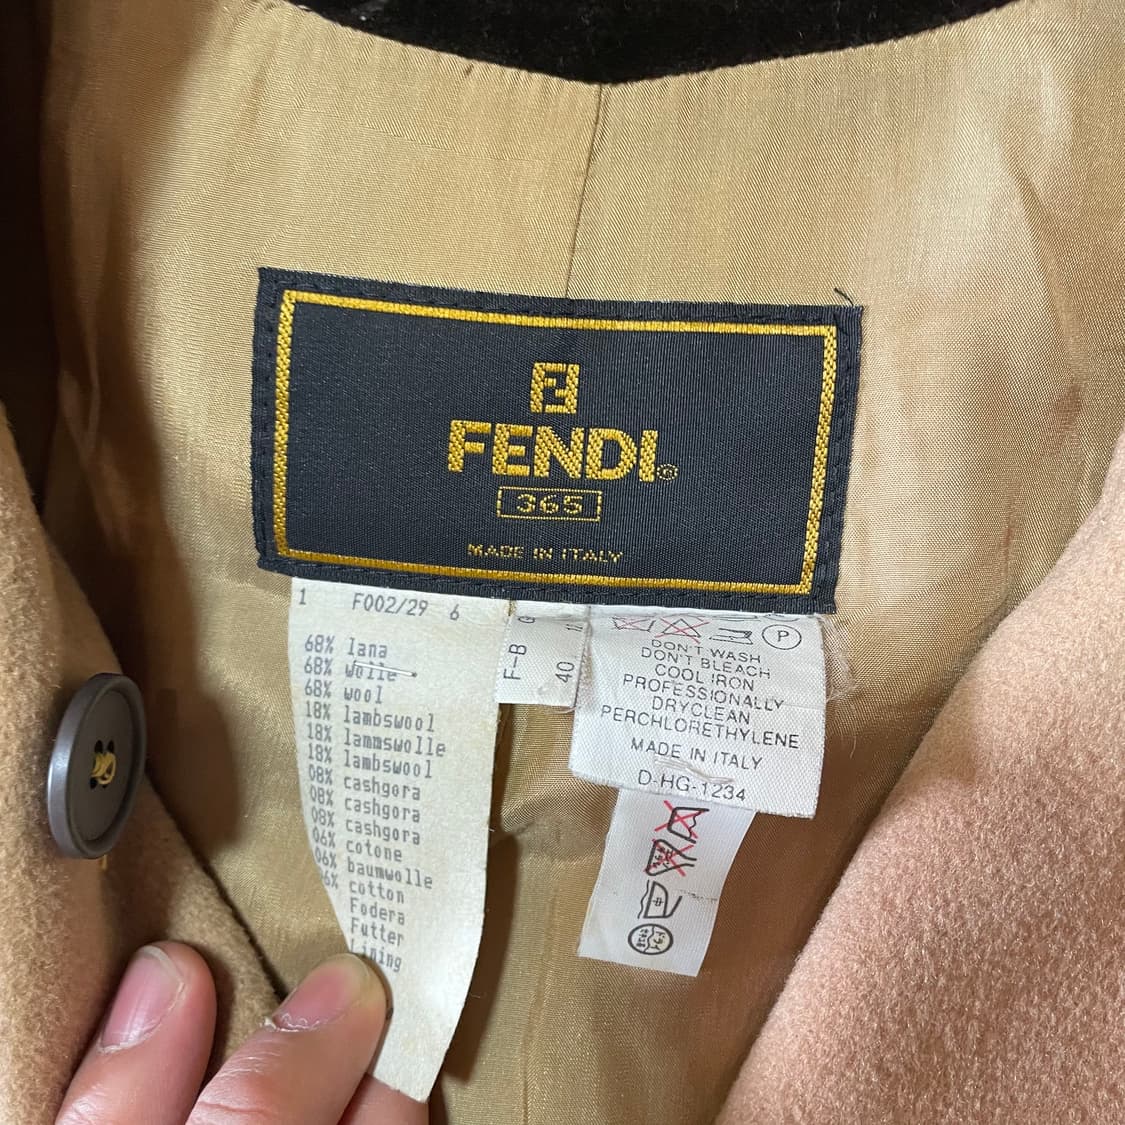 FENDI®
365
MADE IN ITALY
1 F002/29 6
68% lana
68% Wolle
68% wool
18% lambswool
18% lammswolle
18% lambswool
08% cashgora
08% cashgora
08% cashgora
06% cotone
06% baumwolle
6% cotton
Fodera
Futter
Lining
F-B
40
P
DON'T WASH
DON'T BLEACH
COOL IRON
PROFESSIONALLY
DRYCLEAN
PERCHLORETHYLENE
MADE IN ITALY
D-HG-1234